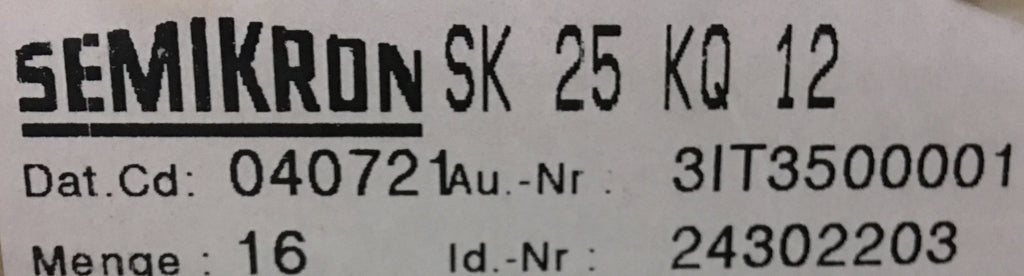 SEMIKRON SK 25 KQ 12
Dat.Cd: 040721 Au.-Nr : 3IT3500001
Menge : 16 Id.-Nr : 24302203